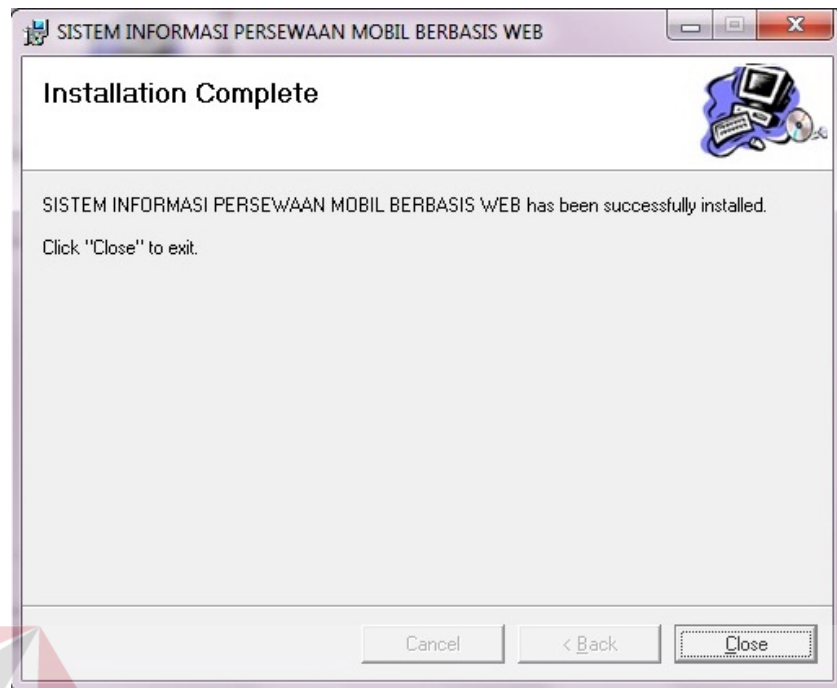 SISTEM INFORMASI PERSEWAAN MOBIL BERBASIS WEB
Installation Complete
SISTEM INFORMASI PERSEWAAN MOBIL BERBASIS WEB has been successfully installed.
Click "Close" to exit.
Cancel
< Back
Close